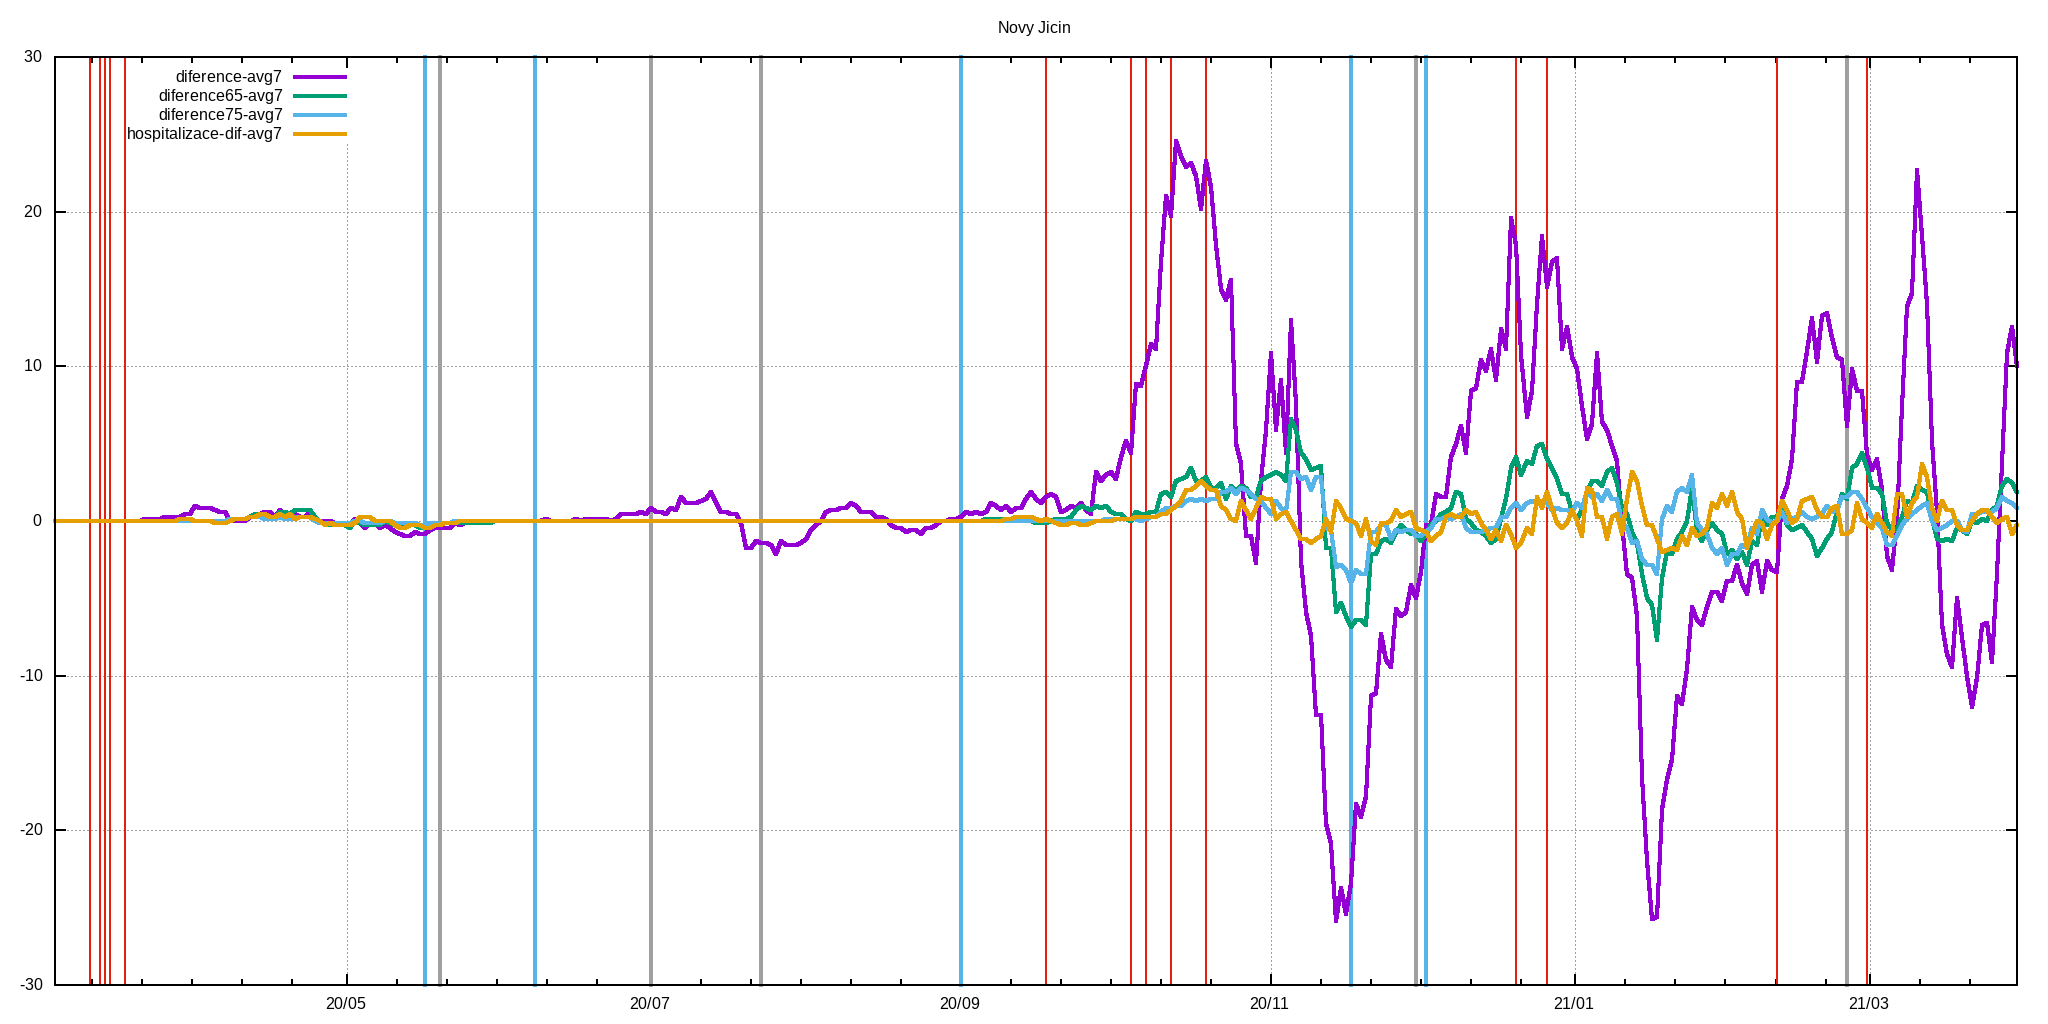 Novy Jicin
30
20
10
0
-10
-20
-30
diference-avg7
diference65-avg7
diference75-avg7
hospitalizace-dif-avg7
20/05
20/07
20/09
20/11
21/01
21/03